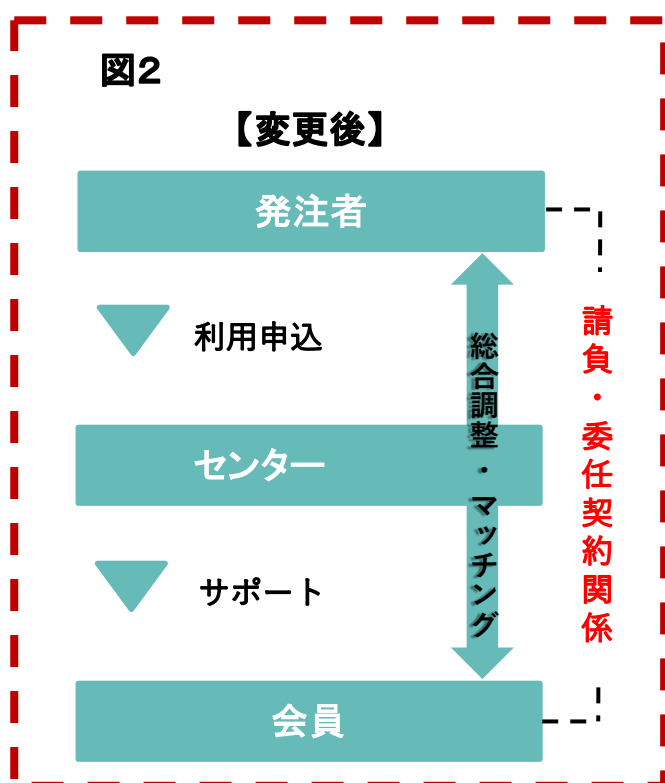 図2
【変更後】
発注者
利用申込
センター
サポート
会員
総合調整・マッチング
請負・委任契約関係